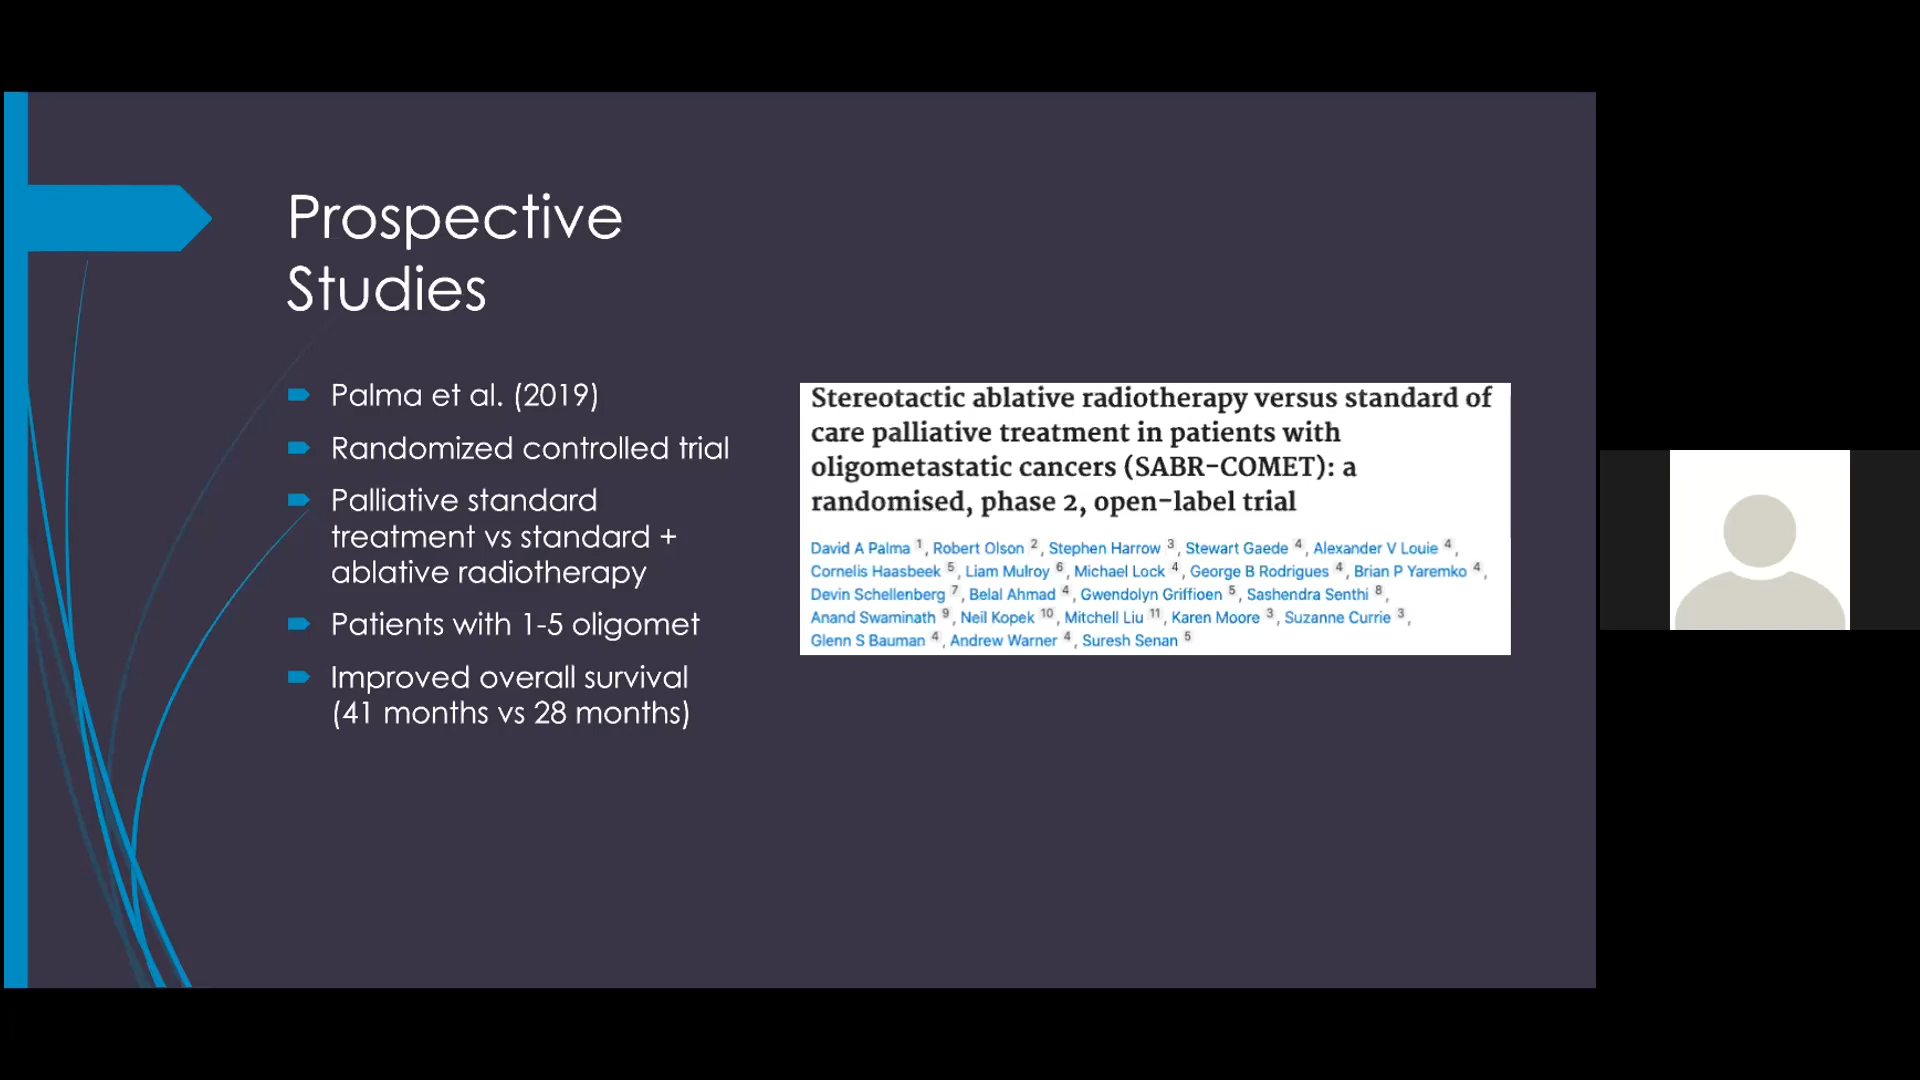 Prospective
Studies
Palma et al. (2019)
Randomized controlled trial
Palliative standard
treatment vs standard +
ablative radiotherapy
Patients with 1-5 oligomet
Improved overall survival
(41 months vs 28 months)
Stereotactic ablative radiotherapy versus standard of
care palliative treatment in patients with
oligometastatic cancers (SABR-COMET): a
randomised, phase 2, open-label trial
David A Palma 1, Robert Olson 2, Stephen Harrow 3, Stewart Gaede 4, Alexander V Louie 4,
Cornelis Haasbeek 5, Liam Mulroy 6, Michael Lock 4, George B Rodrigues 4, Brian P Yaremko 4,
Devin Schellenberg 7, Belal Ahmad 4, Gwendolyn Griffioen 5, Sashendra Senthi 8,
Anand Swaminath 9, Neil Kopek 10, Mitchell Liu 11, Karen Moore 3, Suzanne Currie 3,
Glenn S Bauman 4, Andrew Warner 4, Suresh Senan 5